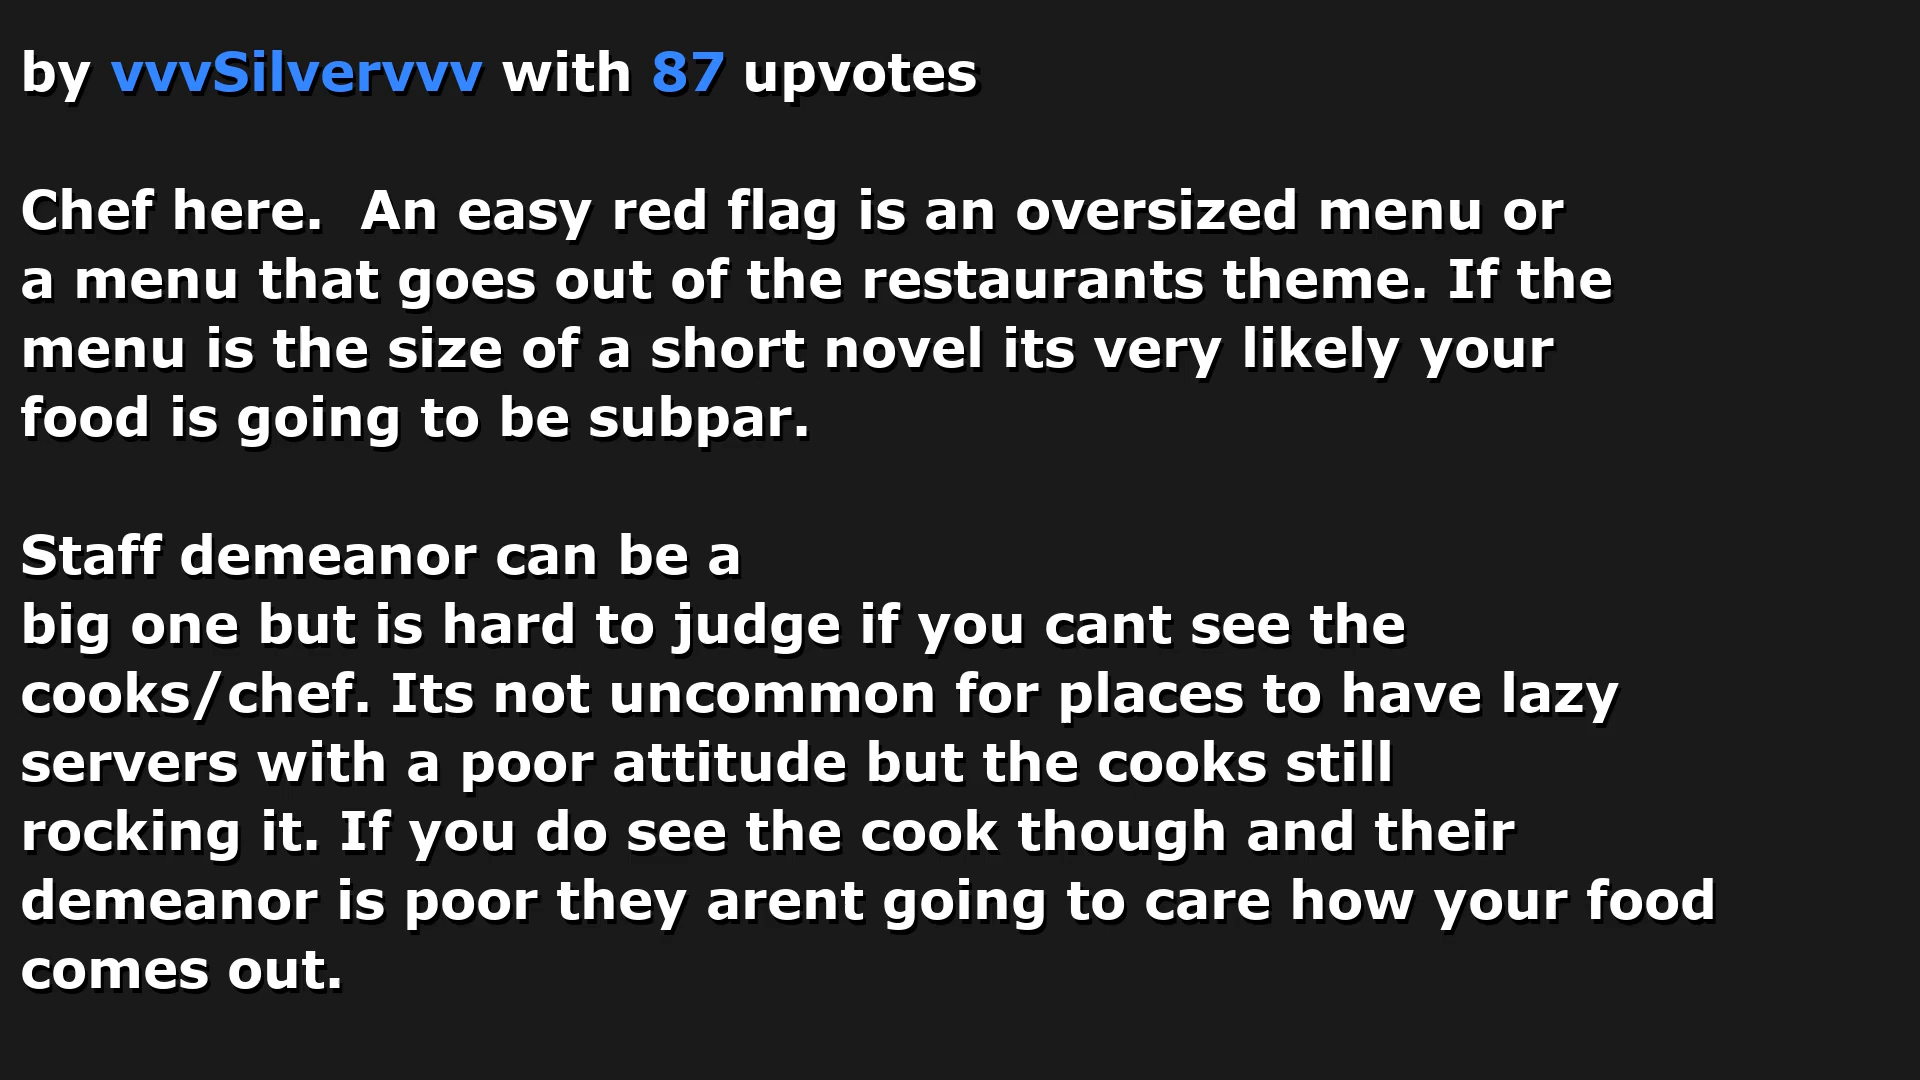 by vvvSilvervvv with 87 upvotes
Chef here.  An easy red flag is an oversized menu or
a menu that goes out of the restaurants theme. If the
menu is the size of a short novel its very likely your
food is going to be subpar.
Staff demeanor can be a
big one but is hard to judge if you cant see the
cooks/chef. Its not uncommon for places to have lazy
servers with a poor attitude but the cooks still
rocking it. If you do see the cook though and their
demeanor is poor they arent going to care how your food
comes out.